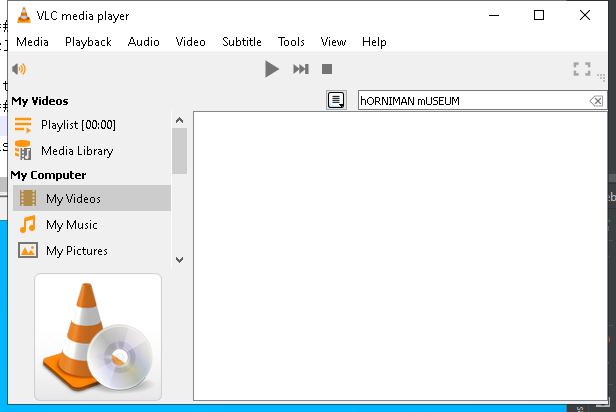 VLC media player
Media Playback Audio Video Subtitle Tools View Help
My Videos
hORNIMAN mUSEUM
Playlist [00:00]
Media Library
My Computer
My Videos
My Music
My Pictures